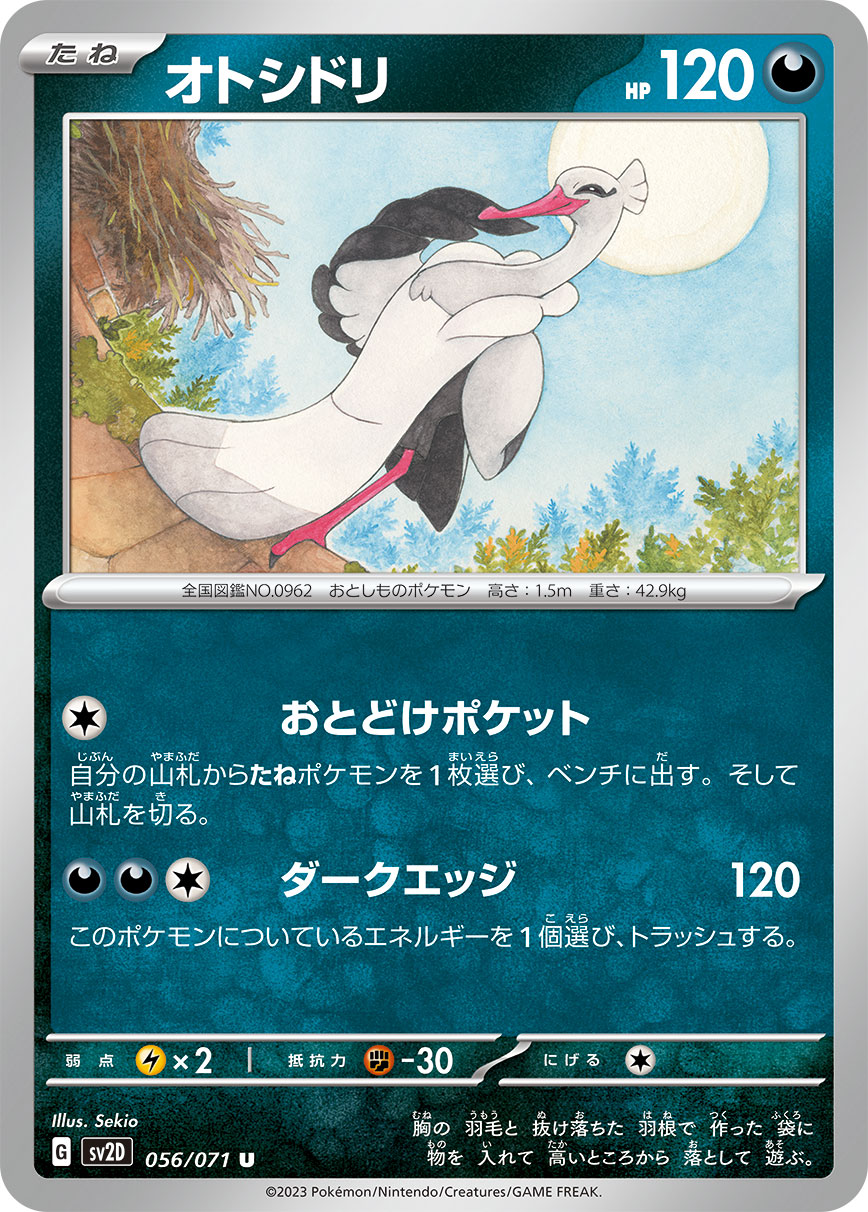 たね オトシドリ HP 120
全国図鑑NO.0962 おとしものポケモン 高さ：1.5m 重さ：42.9kg
おとどけポケット
自分の山札からたねポケモンを1枚選び、ベンチに出す。そして
山札を切る。
ダークエッジ 120
このポケモンについているエネルギーを1個選び、トラッシュする。
弱点 ×2 抵抗力 -30 にげる
Illus. Sekio
胸の 羽毛と 抜け落ちた 羽根で 作った 袋に
物を 入れて 高いところから 落として 遊ぶ。
G sv2D 056/071 U
©2023 Pokémon/Nintendo/Creatures/GAME FREAK.